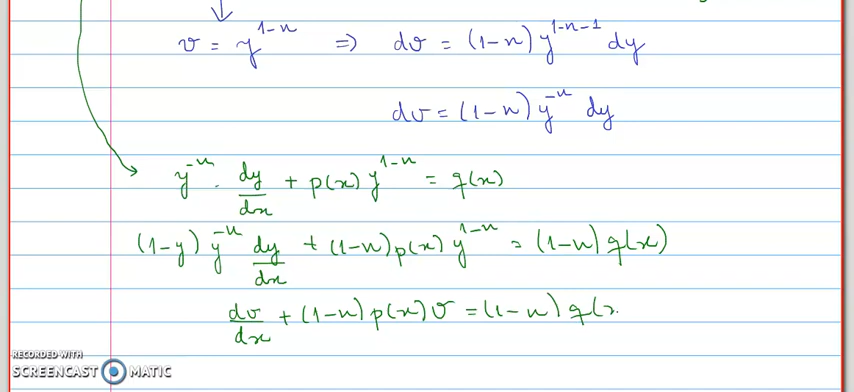 v = y^{1-n} ⇒ dv = (1-n) y^{1-n-1} dy
dv = (1-n) y^{-n} dy
y^{-n} . dy/dx + p(x) y^{1-n} = q(x)
(1-y) y^{-n} dy/dx + (1-n) p(x) y^{1-n} = (1-n) q(x)
dv/dx + (1-n) p(x) v = (1-n) q(x
RECORDED WITH
SCREENCAST MATIC